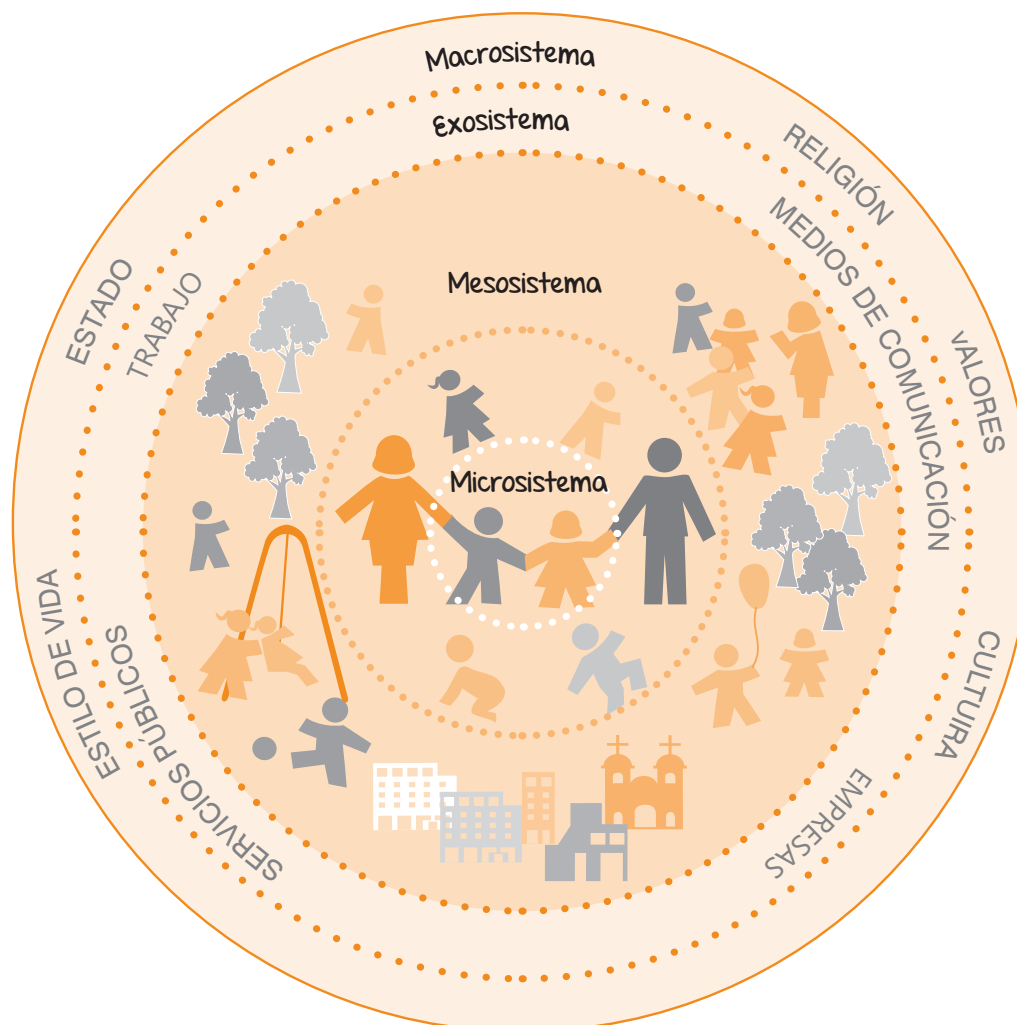 Macrosistema
Exosistema
RELIGIÓN
MEDIOS DE COMUNICACIÓN
ESTADO
TRABAJO
Mesosistema
vALORES
Microsistema
ESTILO DE VIDA
SERVICIOS PÚBLICOS
CULTUIRA
EMPRESAS